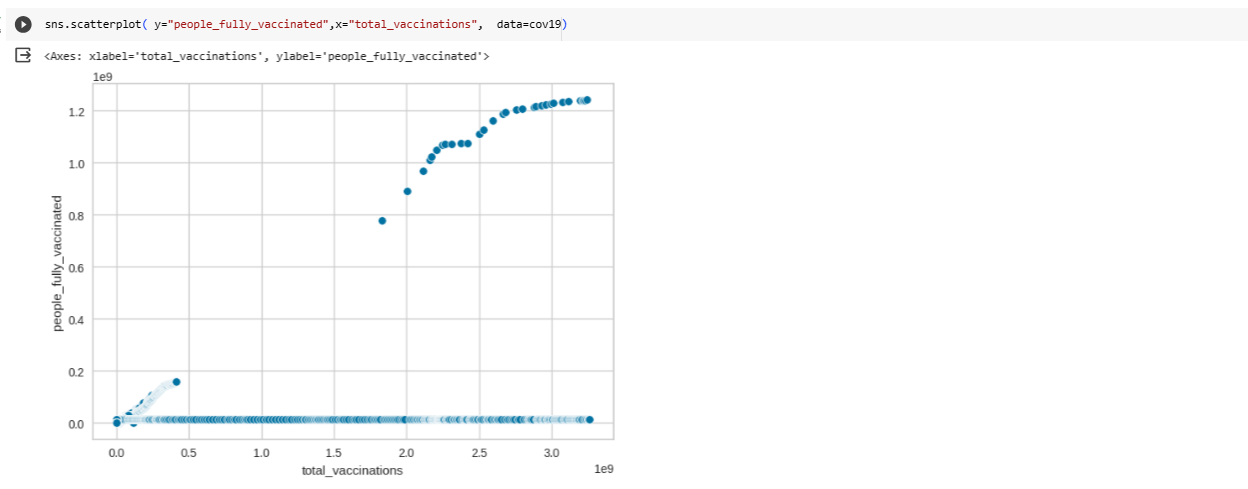 sns.scatterplot( y="people_fully_vaccinated",x="total_vaccinations",  data=cov19)
<Axes: xlabel='total_vaccinations', ylabel='people_fully_vaccinated'>
1e9
1.2
1.0
0.8
0.6
0.4
0.2
0.0
people_fully_vaccinated
0.0 0.5 1.0 1.5 2.0 2.5 3.0
total_vaccinations
1e9